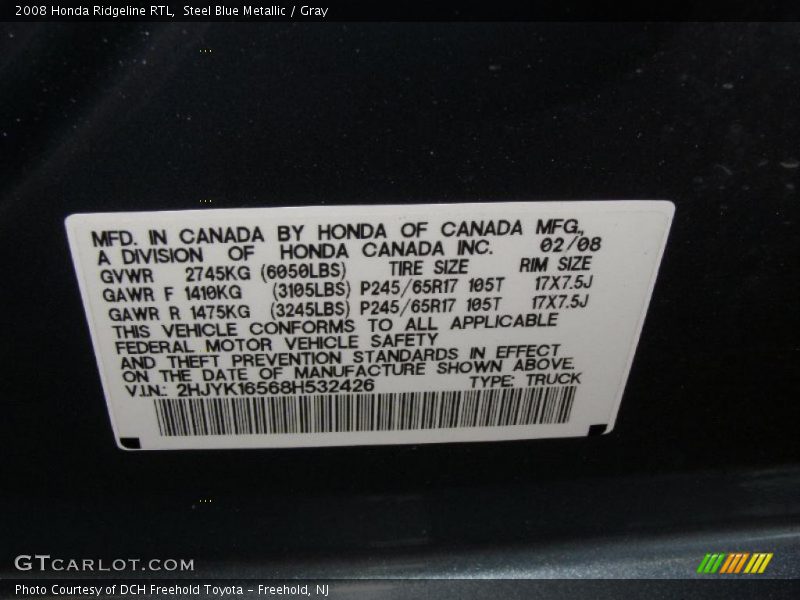 2008 Honda Ridgeline RTL, Steel Blue Metallic / Gray
MFD. IN CANADA BY HONDA OF CANADA MFG.,
A DIVISION OF HONDA CANADA INC. 02/08
GVWR 2745KG (6050LBS) TIRE SIZE RIM SIZE
GAWR F 1410KG (3105LBS) P245/65R17 105T 17X7.5J
GAWR R 1475KG (3245LBS) P245/65R17 105T 17X7.5J
THIS VEHICLE CONFORMS TO ALL APPLICABLE
FEDERAL MOTOR VEHICLE SAFETY
AND THEFT PREVENTION STANDARDS IN EFFECT
ON THE DATE OF MANUFACTURE SHOWN ABOVE.
V.I.N.: 2HJYK16568H532426 TYPE: TRUCK
GTCARLOT.COM
Photo Courtesy of DCH Freehold Toyota - Freehold, NJ